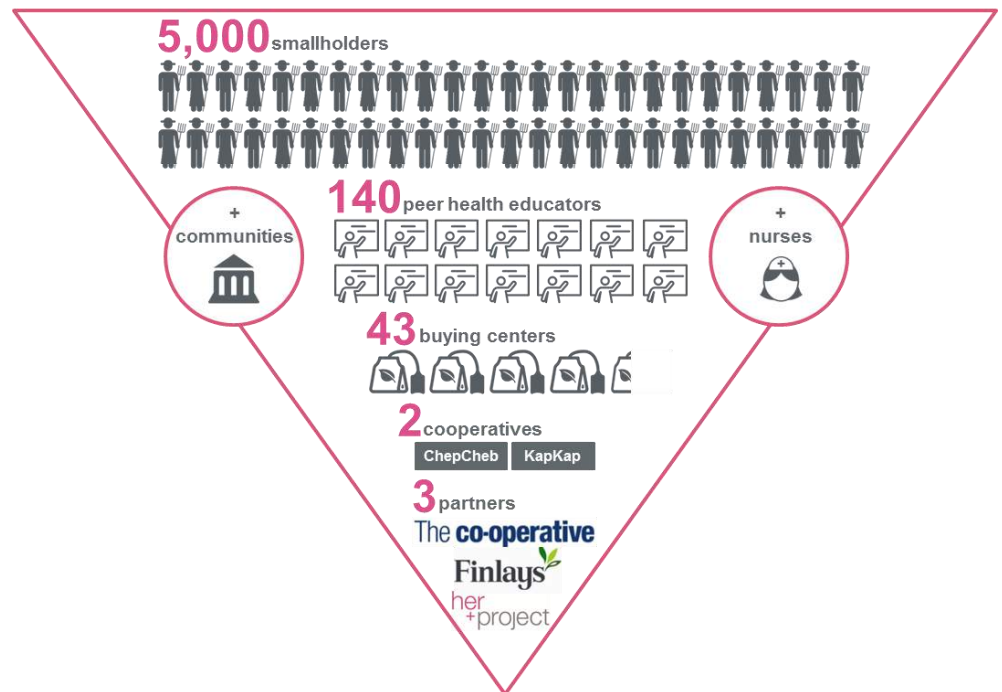 5,000 smallholders
140 peer health educators
+
communities
+
nurses
43 buying centers
2 cooperatives
ChepCheb KapKap
3 partners
The co-operative
Finlays
her
+project